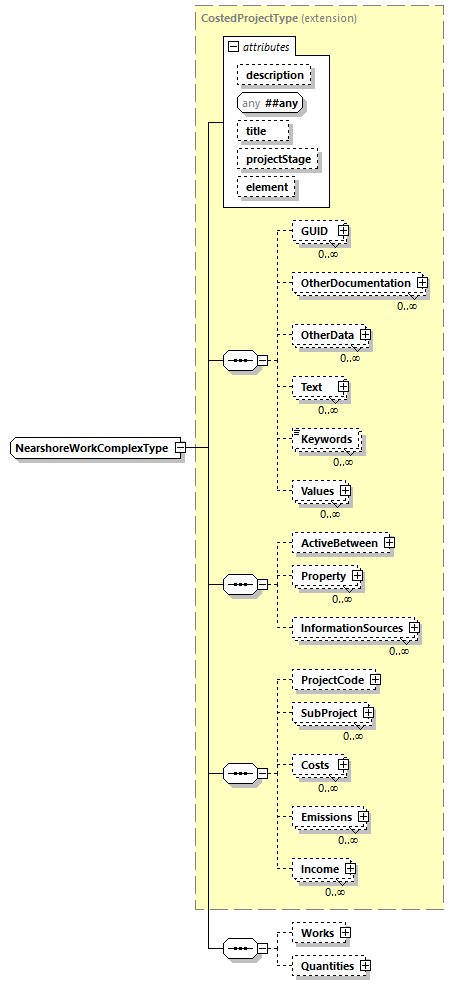 CostedProjectType (extension)
attributes
description
any ##any
title
projectStage
element
GUID
0..∞
OtherDocumentation
0..∞
OtherData
0..∞
Text
0..∞
Keywords
0..∞
Values
0..∞
NearshoreWorkComplexType
ActiveBetween
Property
0..∞
InformationSources
0..∞
ProjectCode
SubProject
0..∞
Costs
0..∞
Emissions
0..∞
Income
0..∞
Works
Quantities